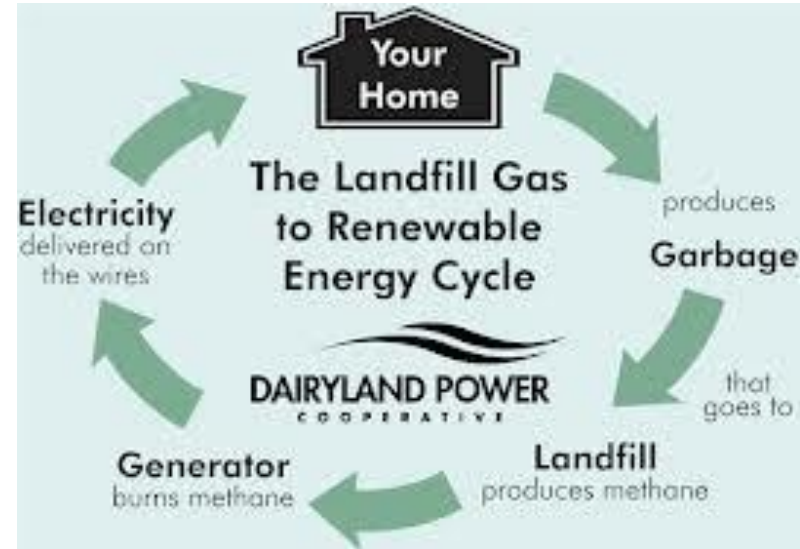 Your
Home
The Landfill Gas
to Renewable
Energy Cycle
produces
Garbage
that
goes to
Landfill
produces methane
Generator
burns methane
Electricity
delivered on
the wires
DAIRYLAND POWER
COOPERATIVE